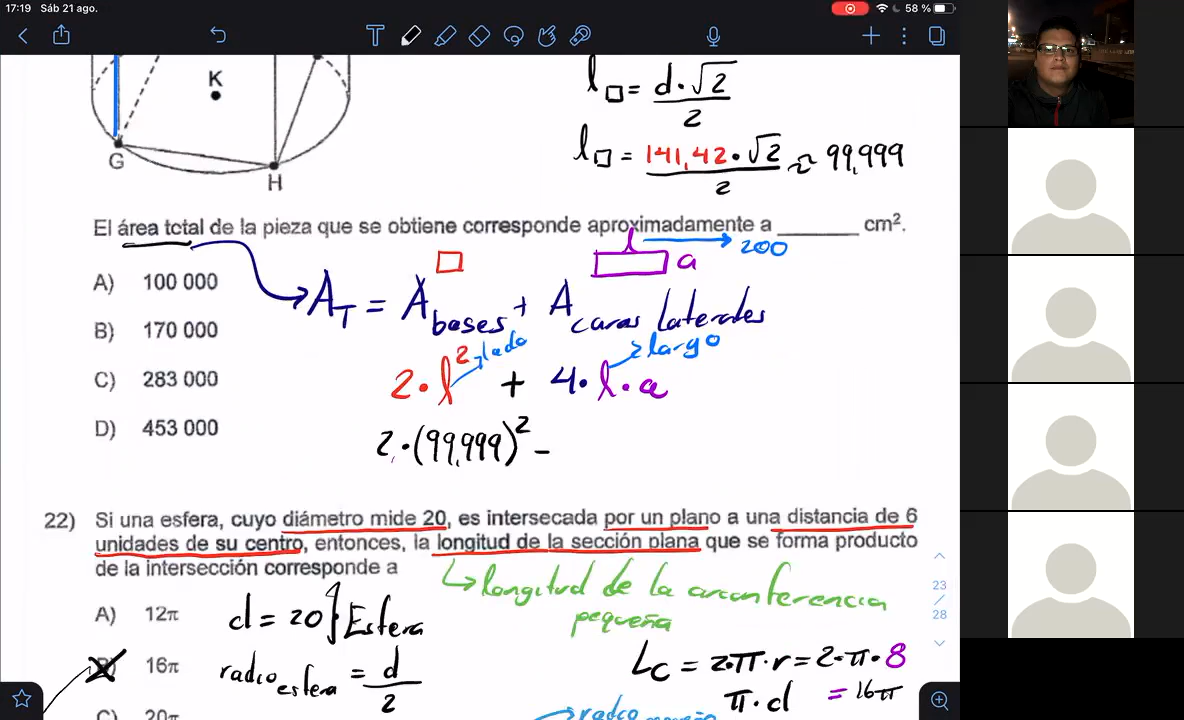 17:19 Sáb 21 ago. 58 %
K
G
H
l□ = d·√2
2
l□ = 141,42·√2 ≈ 99,999
2
El área total de la pieza que se obtiene corresponde aproximadamente a ________ cm².
l 200
a
A) 100 000
A_T = A bases + A caras laterales
B) 170 000
lado largo
C) 283 000
2·l² + 4·l·a
D) 453 000
2·(99,999)² –
22) Si una esfera, cuyo diámetro mide 20, es intersecada por un plano a una distancia de 6
unidades de su centro, entonces, la longitud de la sección plana que se forma producto
de la intersección corresponde a
23
/
28
longitud de la circunferencia
pequeña
A) 12π
d = 20 } Esfera
B) 16π
radio esfera = d
2
L_C = 2·π·r = 2·π·8
π·d = 16π
C) 20π
radio